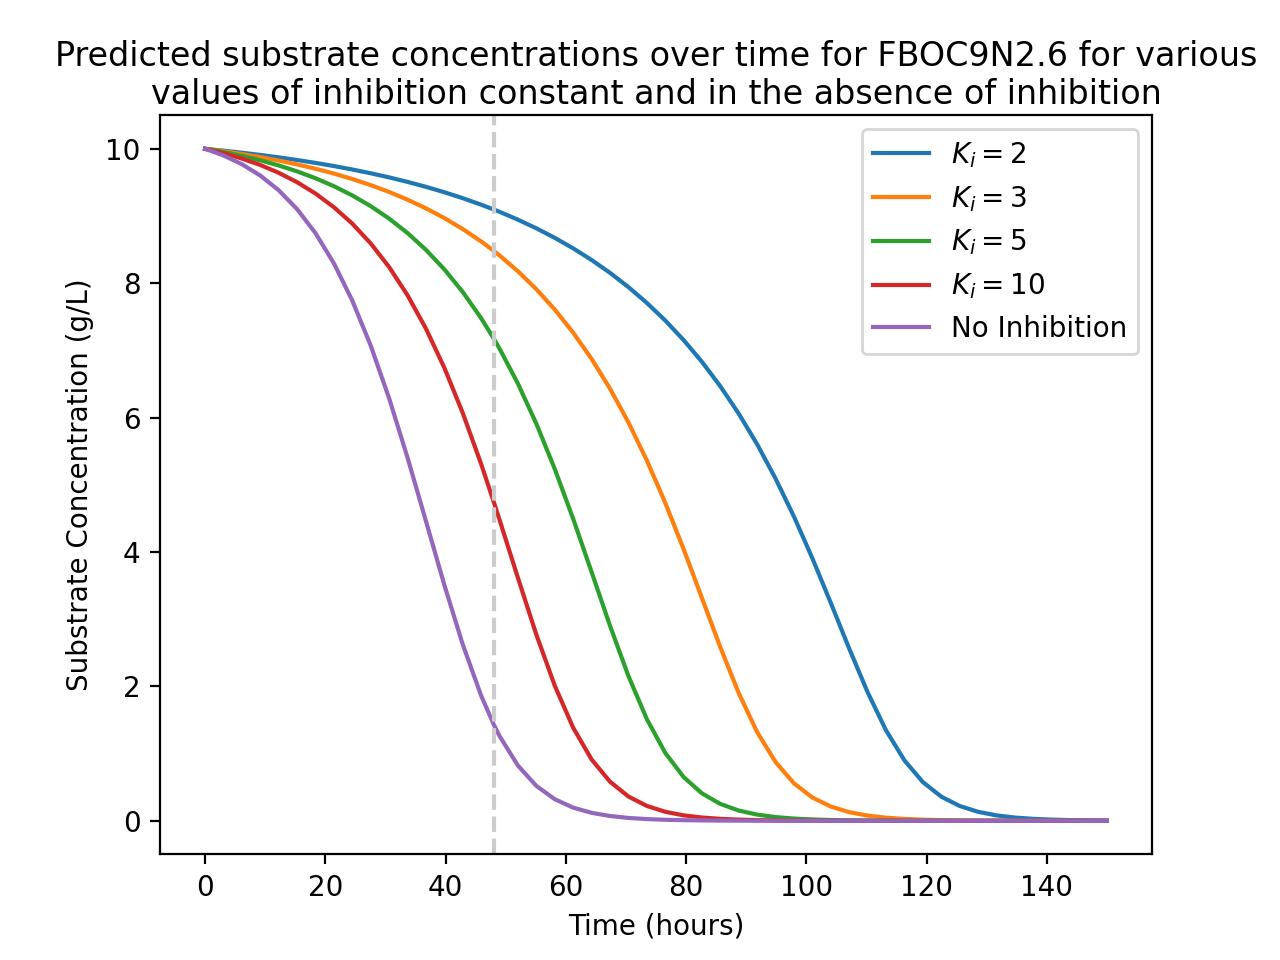 Predicted substrate concentrations over time for FBOC9N2.6 for various
values of inhibition constant and in the absence of inhibition
Substrate Concentration (g/L)
10
8
6
4
2
0
K_i = 2
K_i = 3
K_i = 5
K_i = 10
No Inhibition
0 20 40 60 80 100 120 140
Time (hours)